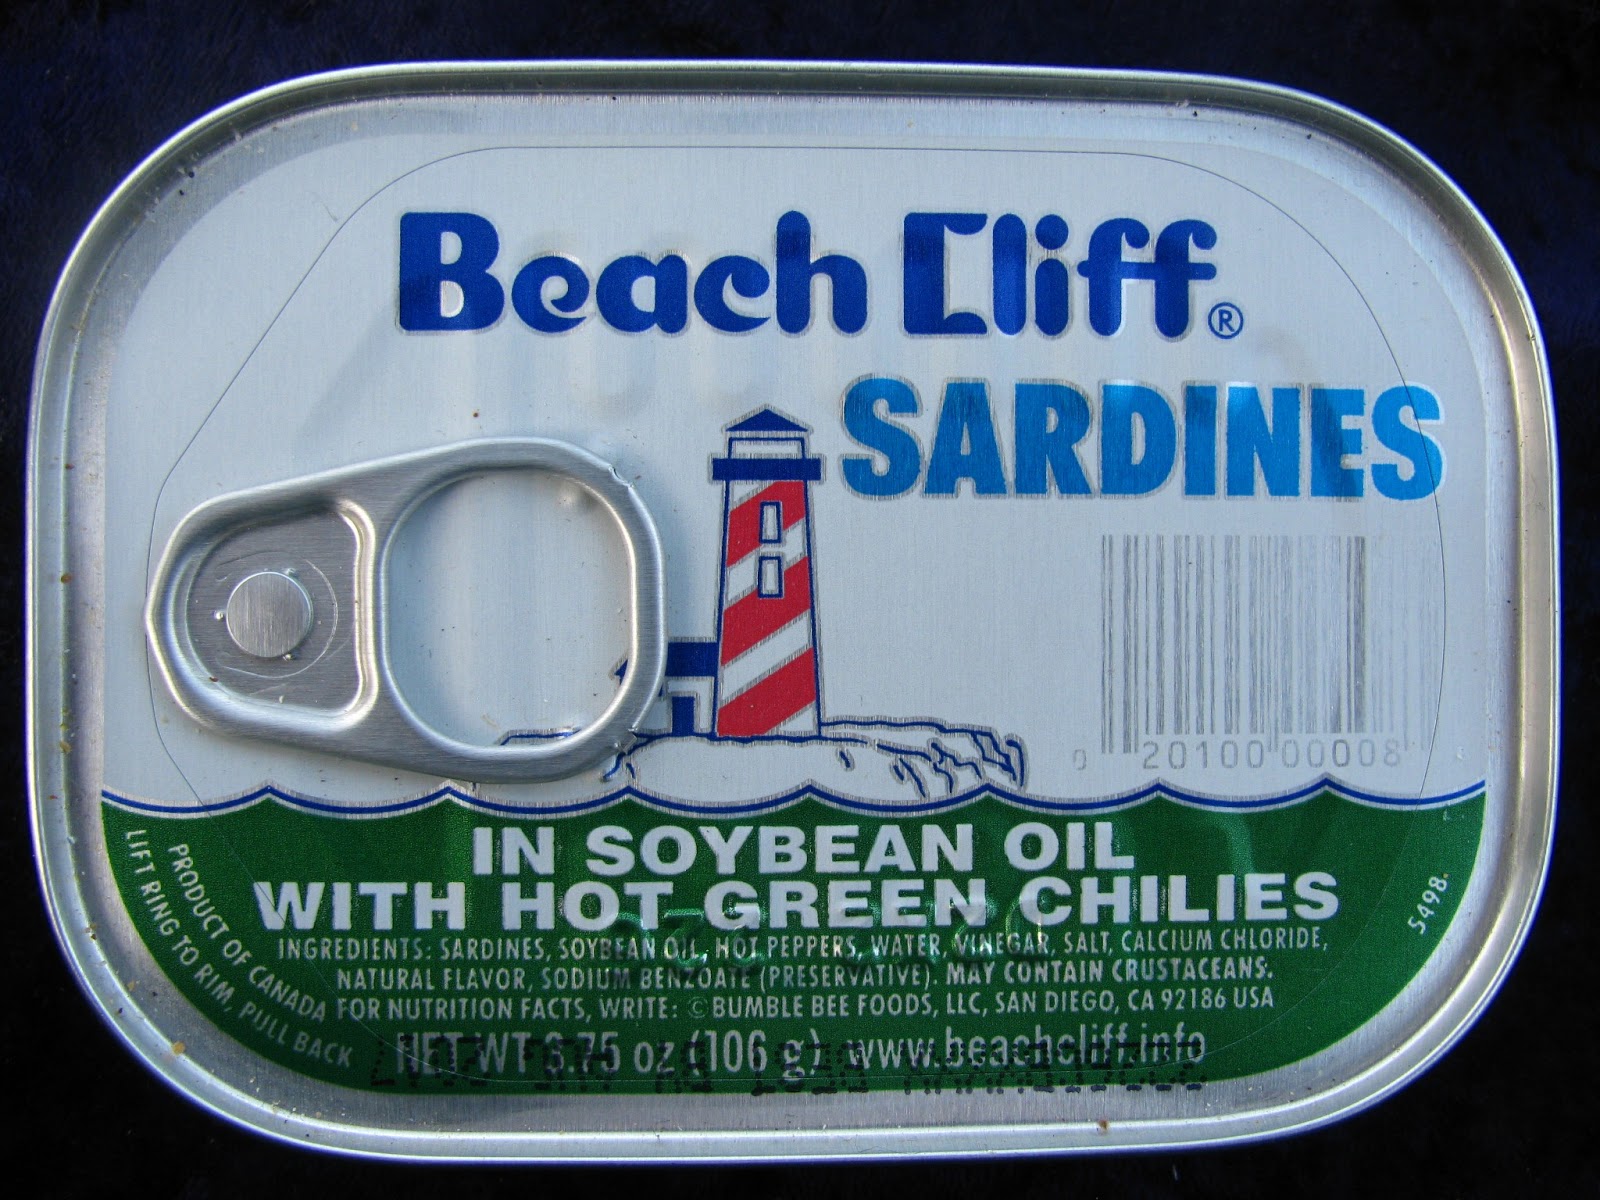 Beach Cliff®
SARDINES
0 20100 00008
IN SOYBEAN OIL
WITH HOT GREEN CHILIES
INGREDIENTS: SARDINES, SOYBEAN OIL, HOT PEPPERS, WATER, VINEGAR, SALT, CALCIUM CHLORIDE,
NATURAL FLAVOR, SODIUM BENZOATE (PRESERVATIVE). MAY CONTAIN CRUSTACEANS.
FOR NUTRITION FACTS, WRITE: ©BUMBLE BEE FOODS, LLC, SAN DIEGO, CA 92186 USA
NET WT 3.75 oz (106 g) www.beachcliff.info
PRODUCT OF CANADA
LIFT RING TO RIM, PULL BACK
5498